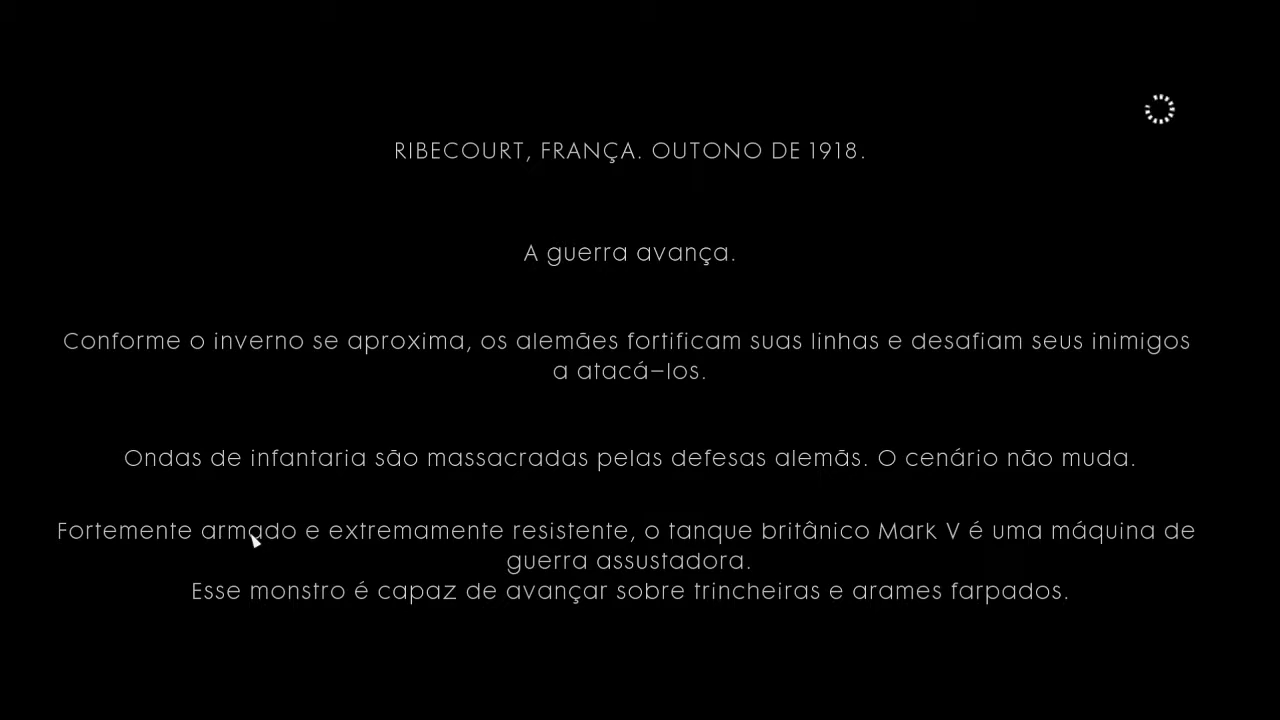 RIBECOURT, FRANÇA. OUTONO DE 1918.
A guerra avança.
Conforme o inverno se aproxima, os alemães fortificam suas linhas e desafiam seus inimigos
a atacá-los.
Ondas de infantaria são massacradas pelas defesas alemãs. O cenário não muda.
Fortemente armado e extremamente resistente, o tanque britânico Mark V é uma máquina de
guerra assustadora.
Esse monstro é capaz de avançar sobre trincheiras e arames farpados.